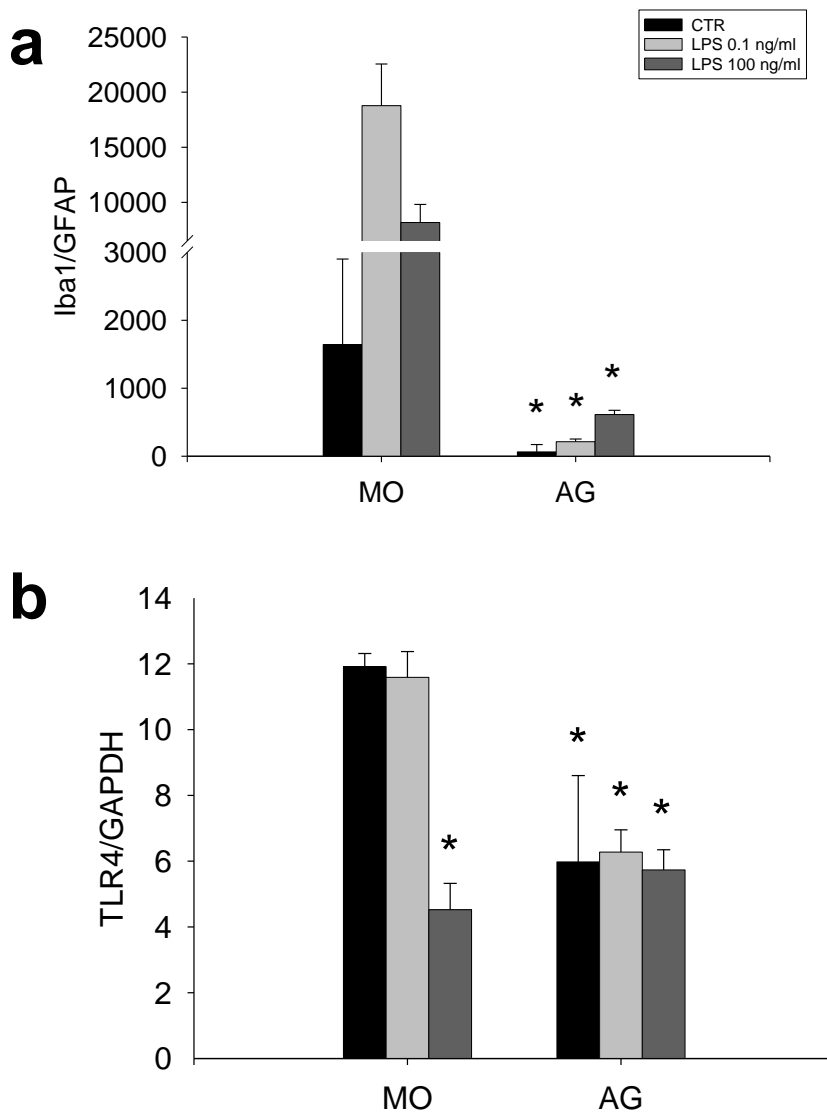 a
CTR
LPS 0.1 ng/ml
LPS 100 ng/ml
25000
20000
15000
10000
3000
2000
1000
0
Iba1/GFAP
* * *
MO AG
b
14
12
10
8
6
4
2
0
TLR4/GAPDH
* * * *
MO AG